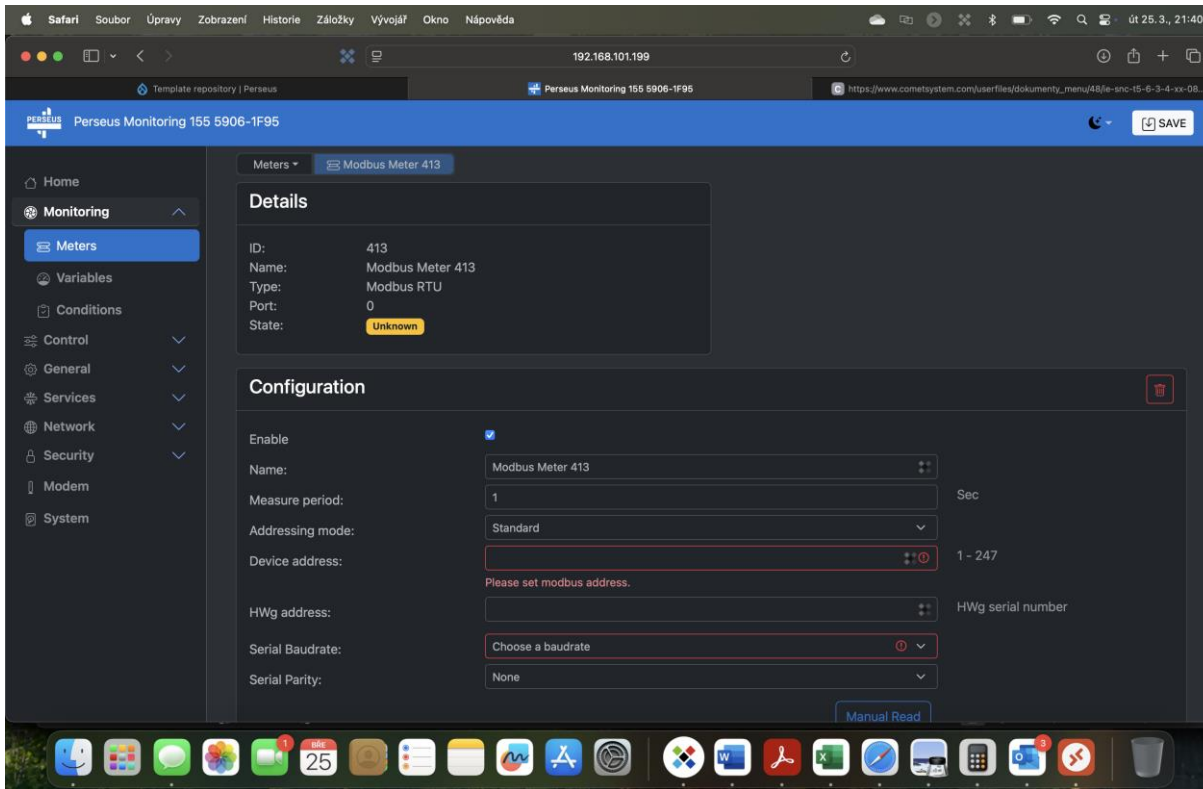 Safari Soubor Úpravy Zobrazení Historie Záložky Vývojář Okno Nápověda út 25.3., 21:40
192.168.101.199
Template repository | Perseus
Perseus Monitoring 155 5906-1F95
https://www.cometsystem.com/userfiles/dokumenty_menu/48/ie-snc-t5-6-3-4-xx-08...
PERSEUS
Perseus Monitoring 155 5906-1F95
SAVE
Home
Monitoring
Meters
Variables
Conditions
Control
General
Services
Network
Security
Modem
System
Meters
Modbus Meter 413
Details
ID: 413
Name: Modbus Meter 413
Type: Modbus RTU
Port: 0
State: Unknown
Configuration
Enable
Name: Modbus Meter 413
Measure period: 1 Sec
Addressing mode: Standard
Device address: 1 - 247
Please set modbus address.
HWg address: HWg serial number
Serial Baudrate: Choose a baudrate
Serial Parity: None
Manual Read
1
BŘE
25
3